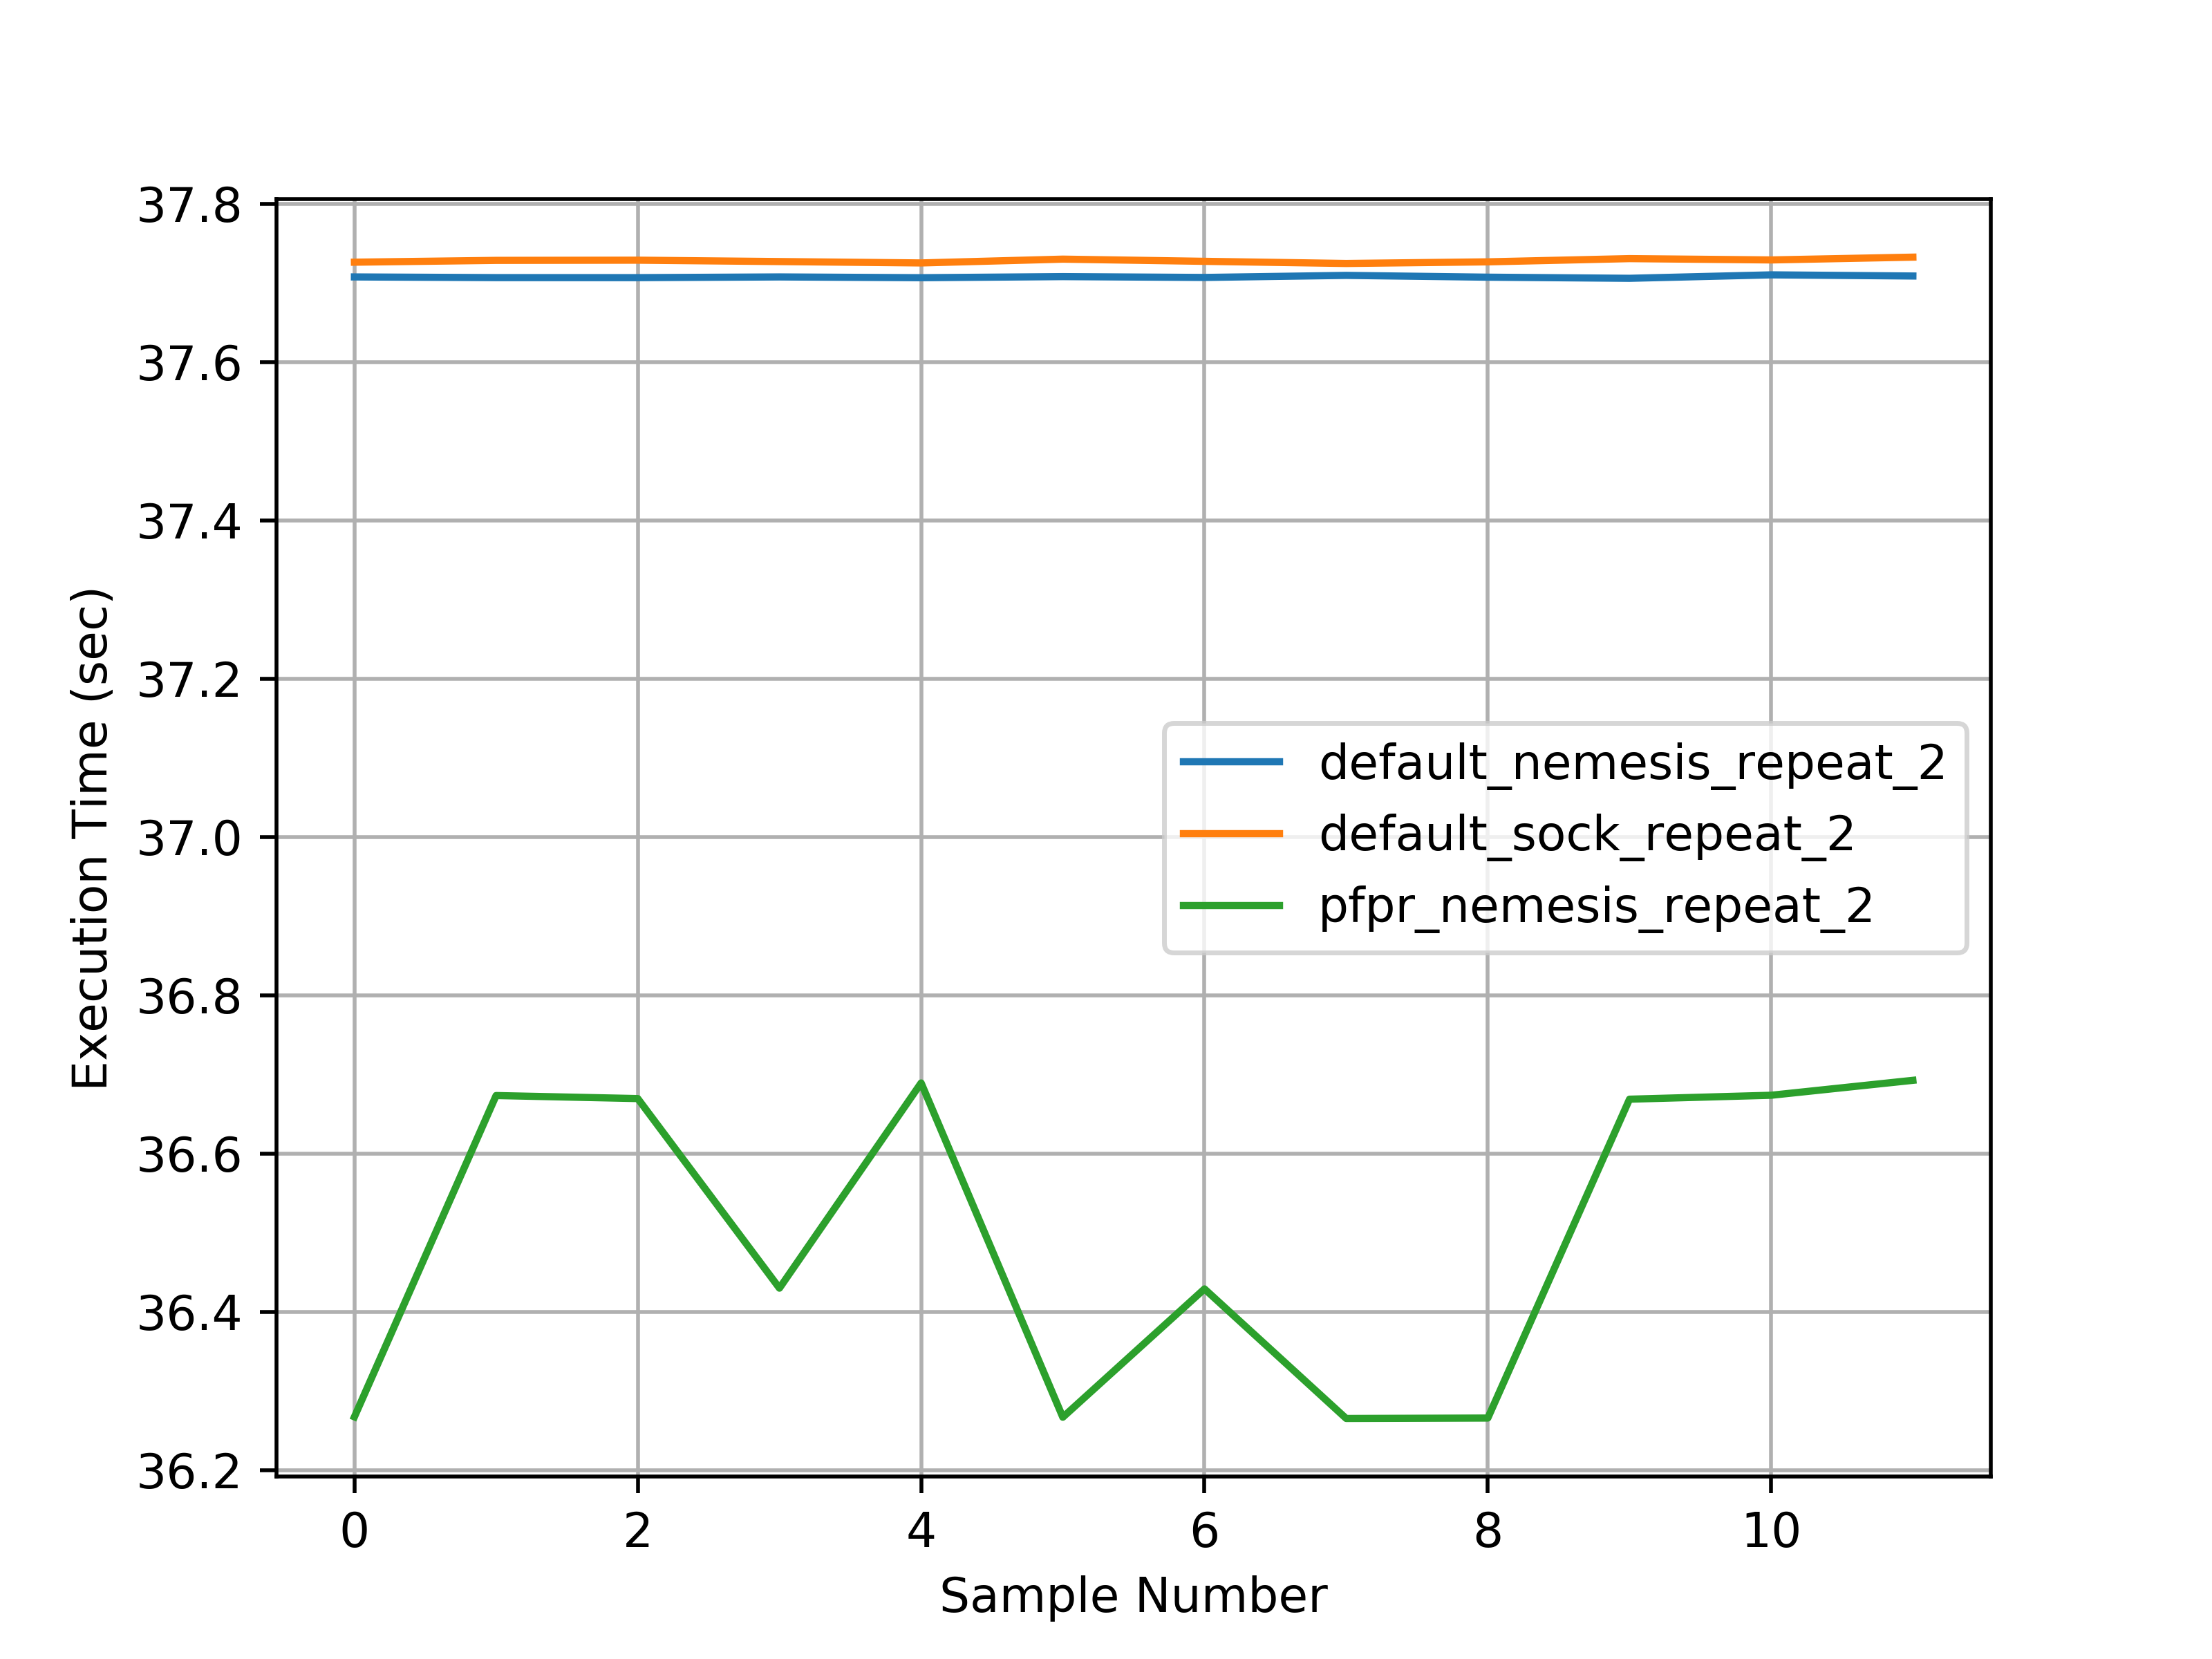 37.8
37.6
37.4
37.2
37.0
36.8
36.6
36.4
36.2
Execution Time (sec)
default_nemesis_repeat_2
default_sock_repeat_2
pfpr_nemesis_repeat_2
0 2 4 6 8 10
Sample Number